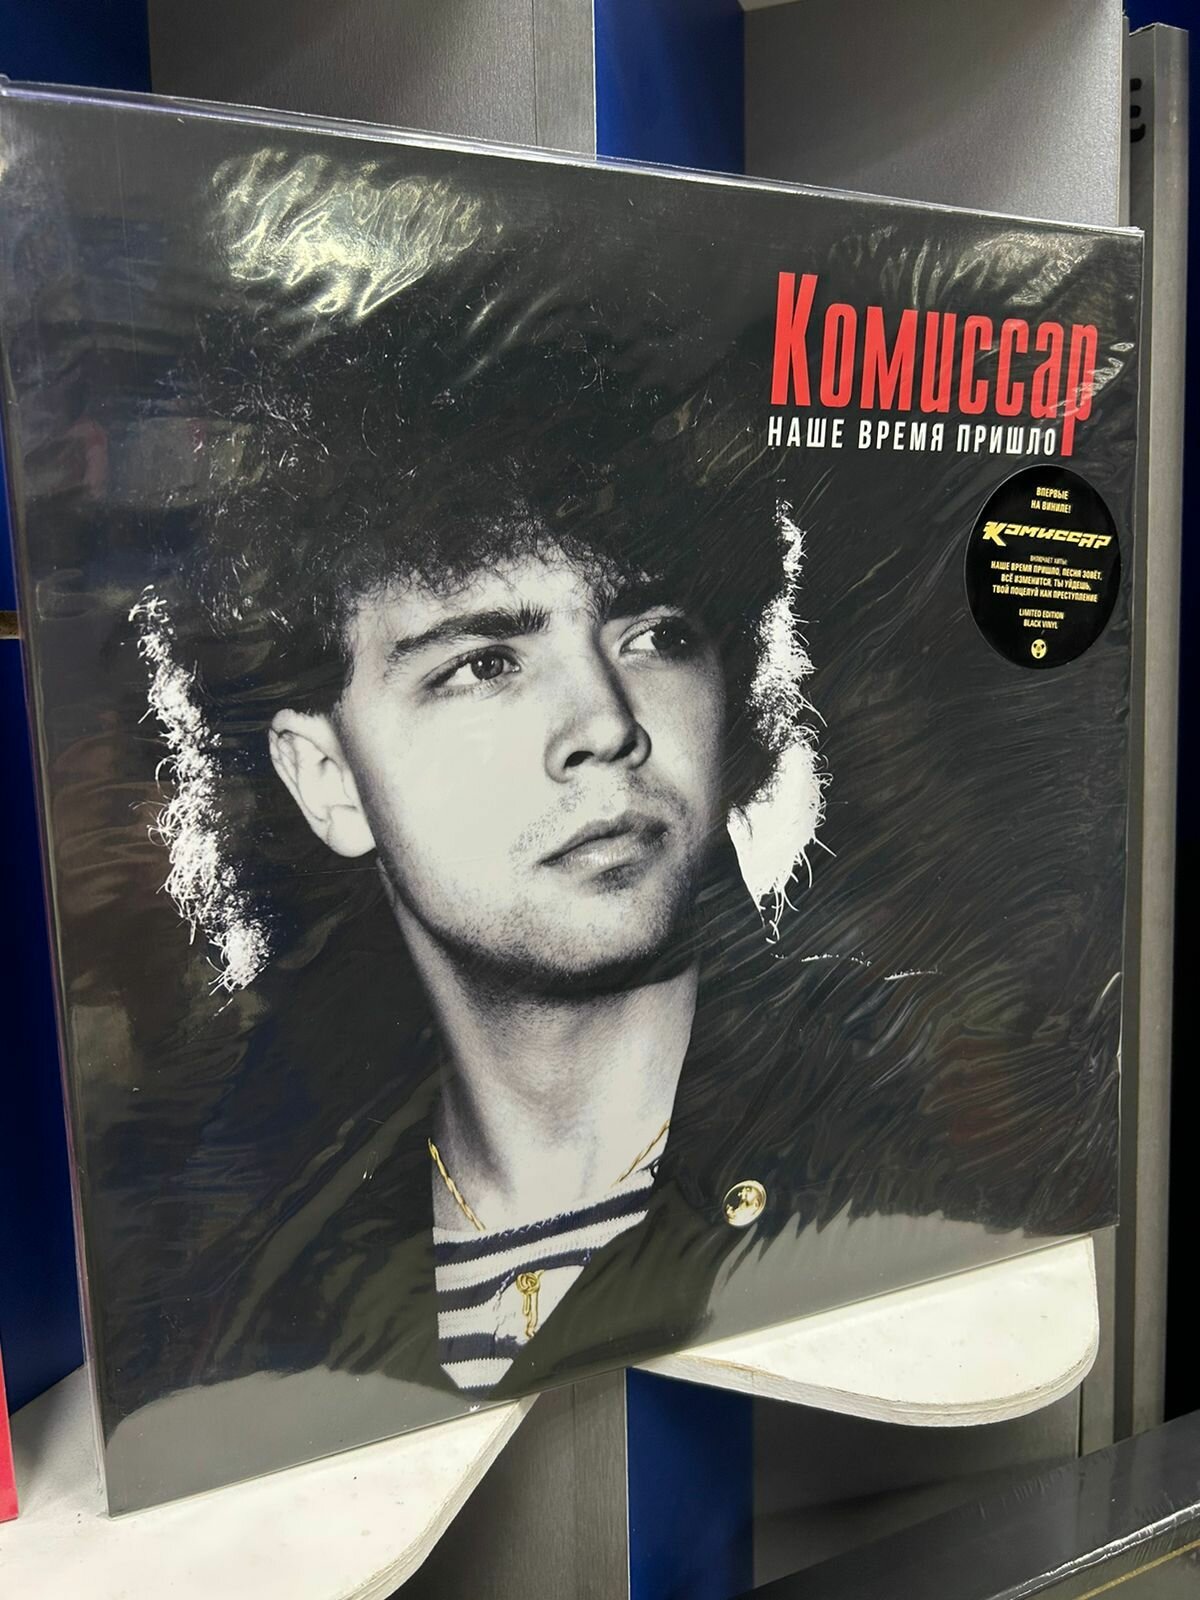 Комиссар
НАШЕ ВРЕМЯ ПРИШЛО
ВПЕРВЫЕ
НА ВИНИЛЕ!
КОМИССАР
ВКЛЮЧАЕТ ХИТЫ:
НАШЕ ВРЕМЯ ПРИШЛО, ПЕСНЯ ЗОВЁТ,
ВСЁ ИЗМЕНИТСЯ, ТЫ УЙДЕШЬ,
ТВОЙ ПОЦЕЛУЙ КАК ПРЕСТУПЛЕНИЕ
LIMITED EDITION
BLACK VINYL